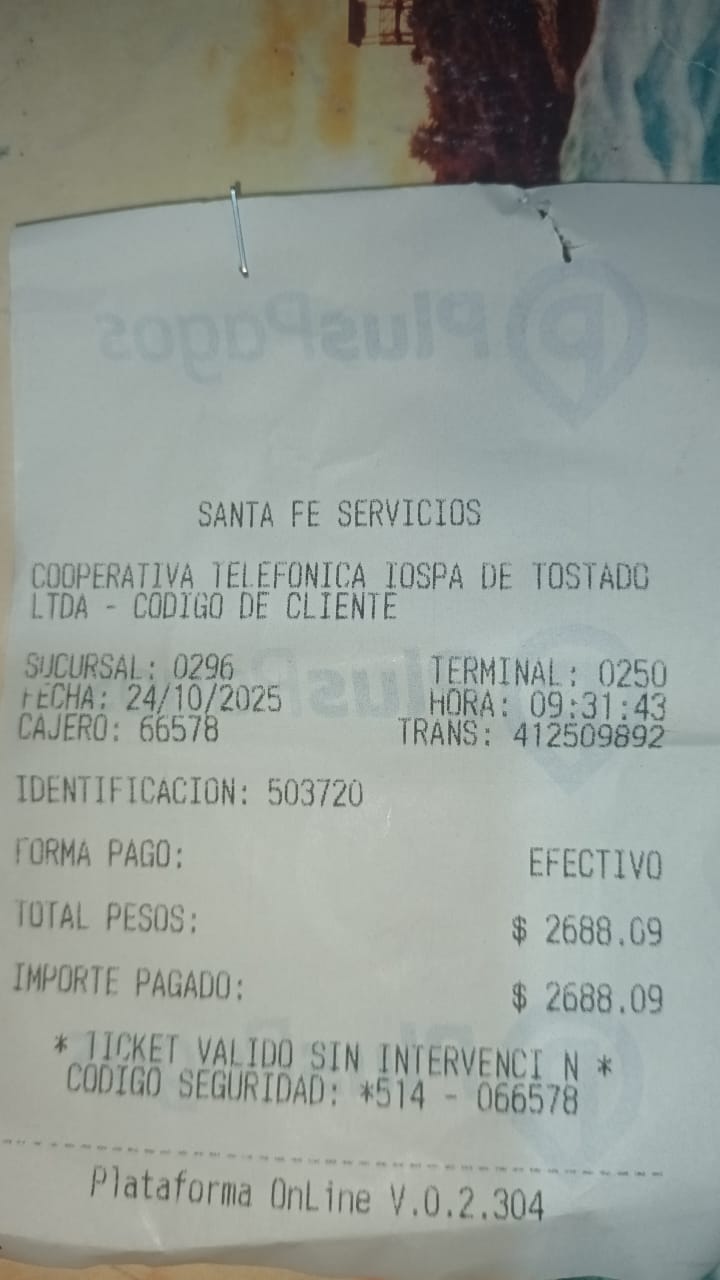 PlusPagos
SANTA FE SERVICIOS
COOPERATIVA TELEFONICA IOSPA DE TOSTADO
LTDA - CODIGO DE CLIENTE
SUCURSAL: 0296 TERMINAL: 0250
FECHA: 24/10/2025 HORA: 09:31:43
CAJERO: 66578 TRANS: 412509892
IDENTIFICACION: 503720
FORMA PAGO: EFECTIVO
TOTAL PESOS: $ 2688.09
IMPORTE PAGADO: $ 2688.09
* TICKET VALIDO SIN INTERVENCI N *
CODIGO SEGURIDAD: *514 - 066578
Plataforma OnLine V.0.2.304